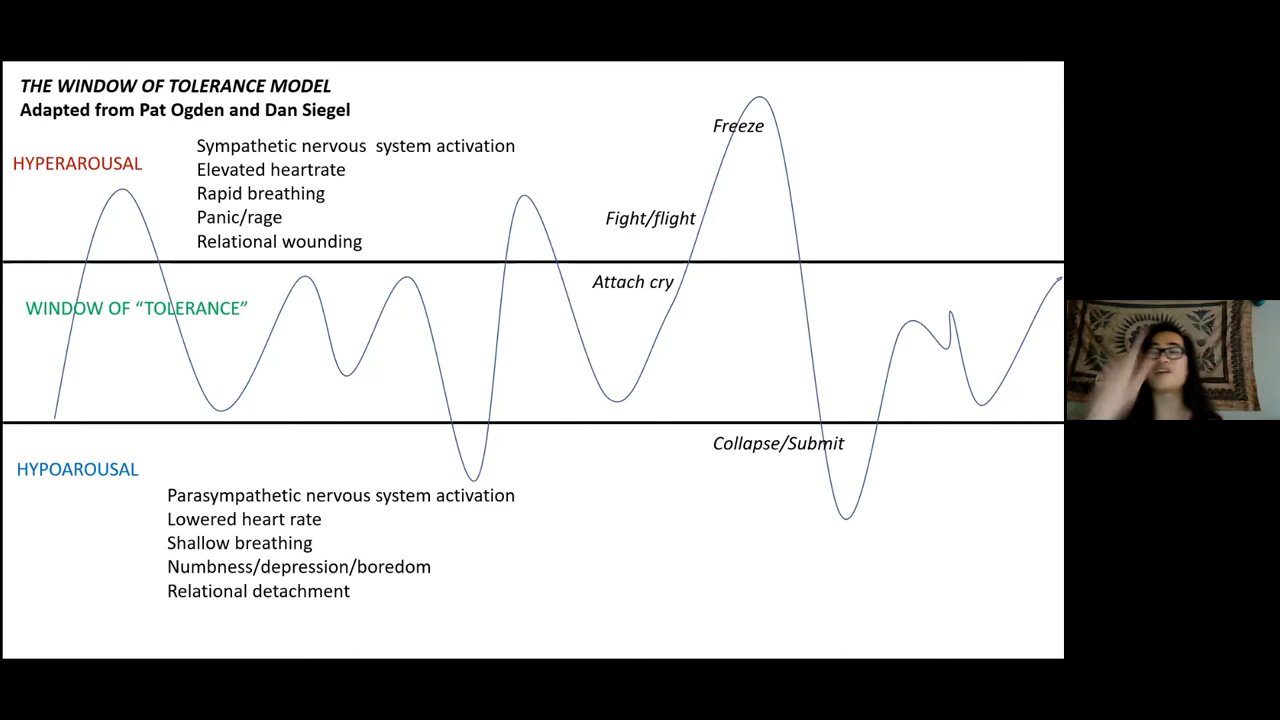 THE WINDOW OF TOLERANCE MODEL
Adapted from Pat Ogden and Dan Siegel
HYPERAROUSAL
Sympathetic nervous  system activation
Elevated heartrate
Rapid breathing
Panic/rage
Relational wounding
Freeze
Fight/flight
Attach cry
WINDOW OF “TOLERANCE”
Collapse/Submit
HYPOAROUSAL
Parasympathetic nervous system activation
Lowered heart rate
Shallow breathing
Numbness/depression/boredom
Relational detachment